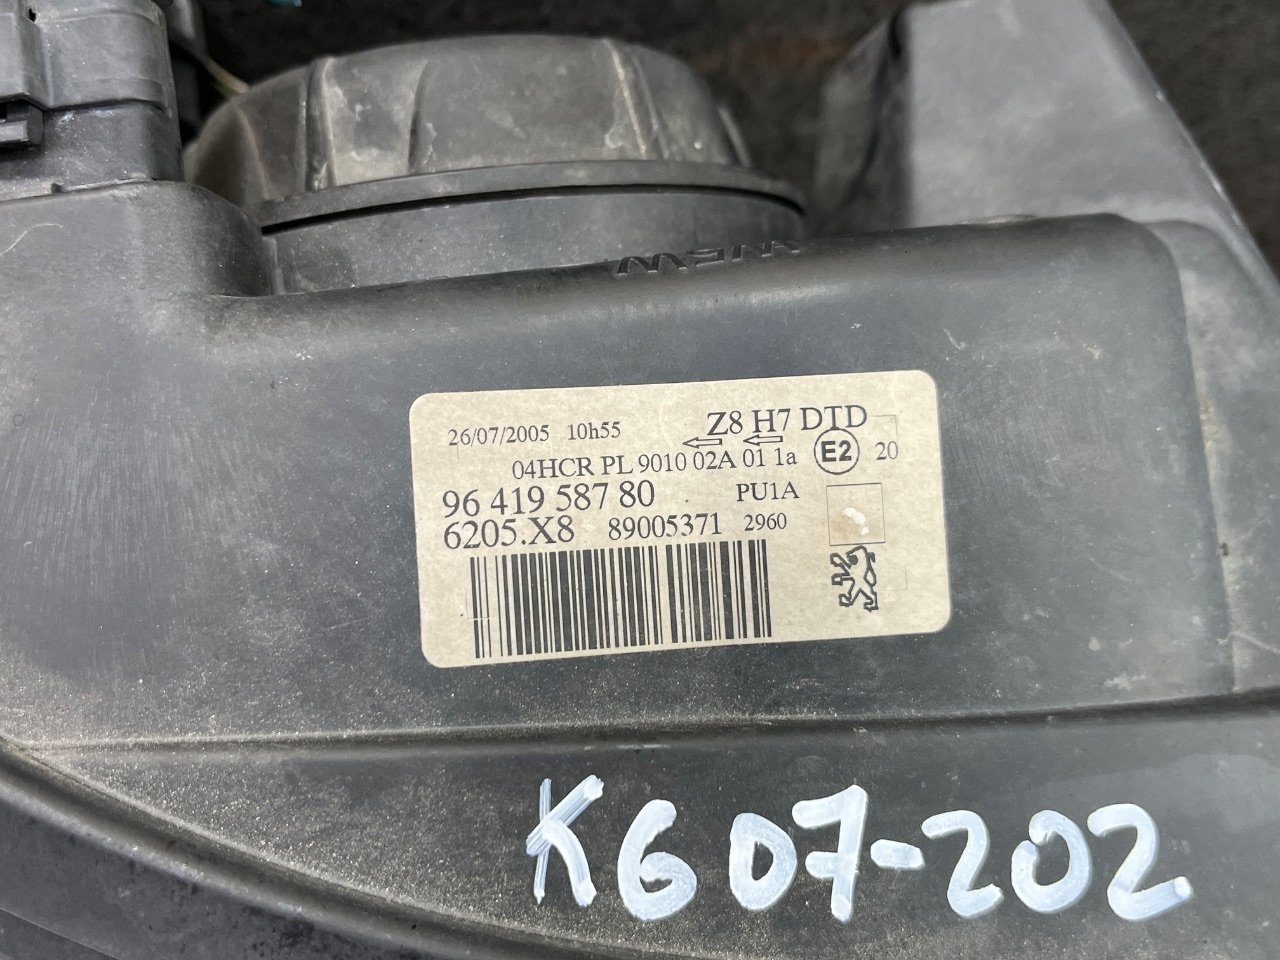 26/07/2005 10h55 Z8 H7 DTD
04HCR PL 9010 02A 01 1a E2 20
96 419 587 80 PU1A
6205.X8 89005371 2960
K607-202